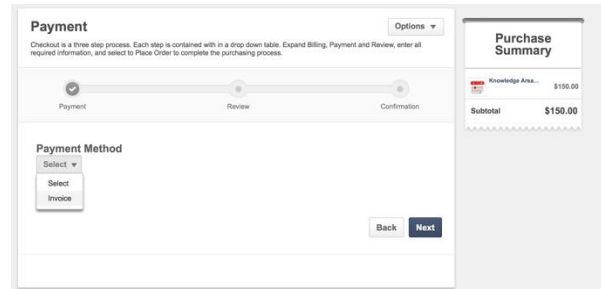 Payment
Options
Checkout is a three step process. Each step is contained with in a drop down table. Expand Billing, Payment and Review, enter all
required information, and select to Place Order to complete the purchasing process.
Payment
Review
Confirmation
Payment Method
Select
Select
Invoice
Back
Next
Purchase
Summary
Knowledge Area...
$150.00
Subtotal
$150.00